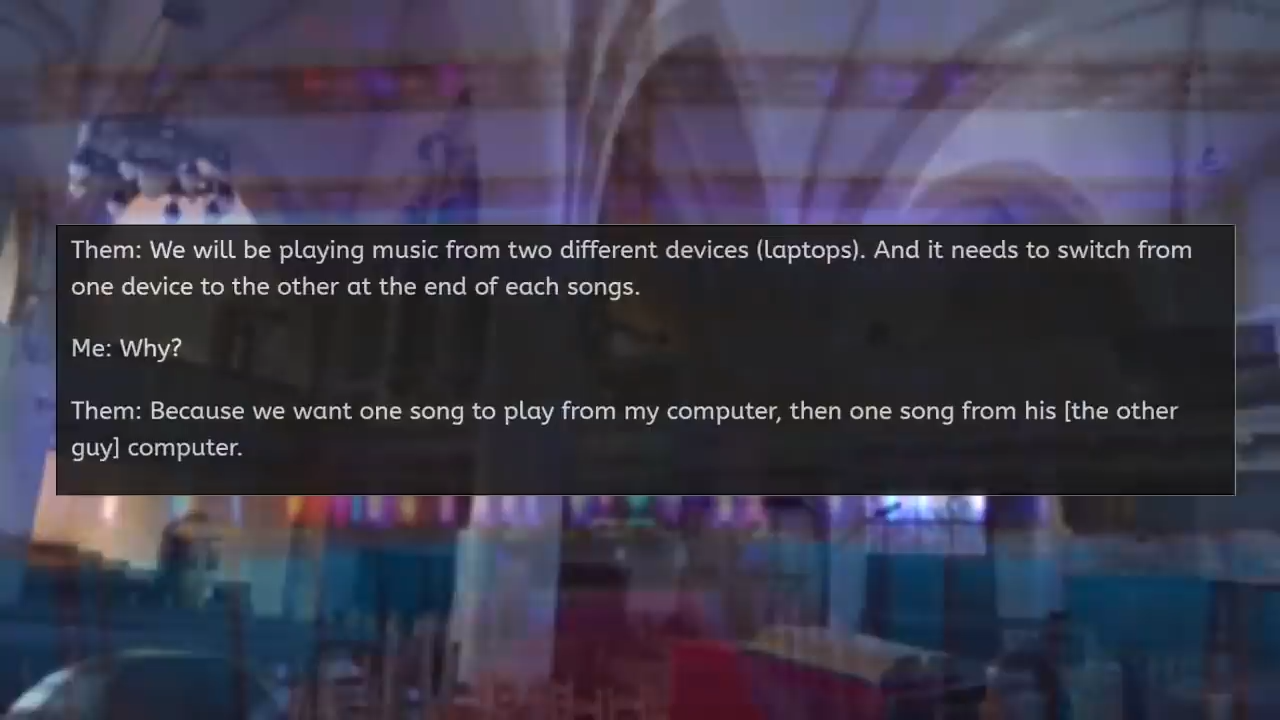 Them: We will be playing music from two different devices (laptops). And it needs to switch from
one device to the other at the end of each songs.
Me: Why?
Them: Because we want one song to play from my computer, then one song from his [the other
guy] computer.